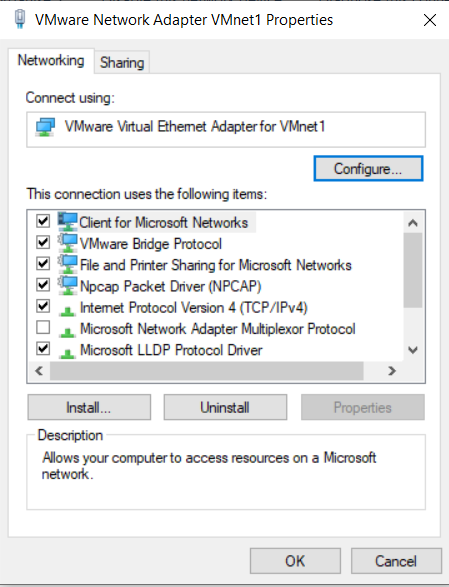 VMware Network Adapter VMnet1 Properties
Networking
Sharing
Connect using:
VMware Virtual Ethernet Adapter for VMnet1
Configure...
This connection uses the following items:
Client for Microsoft Networks
VMware Bridge Protocol
File and Printer Sharing for Microsoft Networks
Npcap Packet Driver (NPCAP)
Internet Protocol Version 4 (TCP/IPv4)
Microsoft Network Adapter Multiplexor Protocol
Microsoft LLDP Protocol Driver
Install...
Uninstall
Properties
Description
Allows your computer to access resources on a Microsoft
network.
OK
Cancel